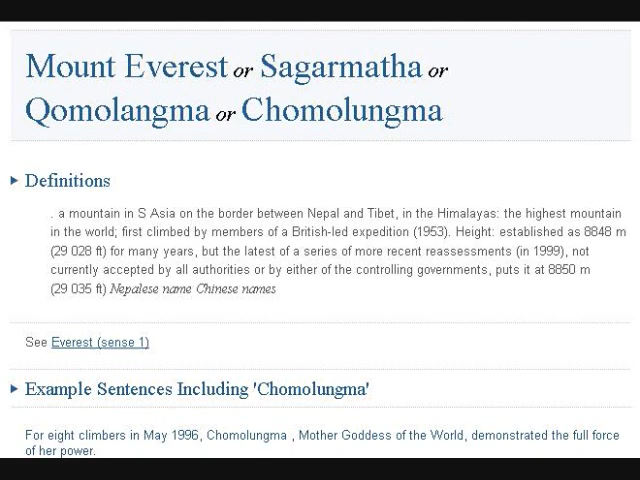 Mount Everest or Sagarmatha or
Qomolangma or Chomolungma
Definitions
. a mountain in S Asia on the border between Nepal and Tibet, in the Himalayas: the highest mountain
in the world; first climbed by members of a British-led expedition (1953). Height: established as 8848 m
(29 028 ft) for many years, but the latest of a series of more recent reassessments (in 1999), not
currently accepted by all authorities or by either of the controlling governments, puts it at 8850 m
(29 035 ft) Nepalese name Chinese names
See Everest (sense 1)
Example Sentences Including 'Chomolungma'
For eight climbers in May 1996, Chomolungma , Mother Goddess of the World, demonstrated the full force
of her power.